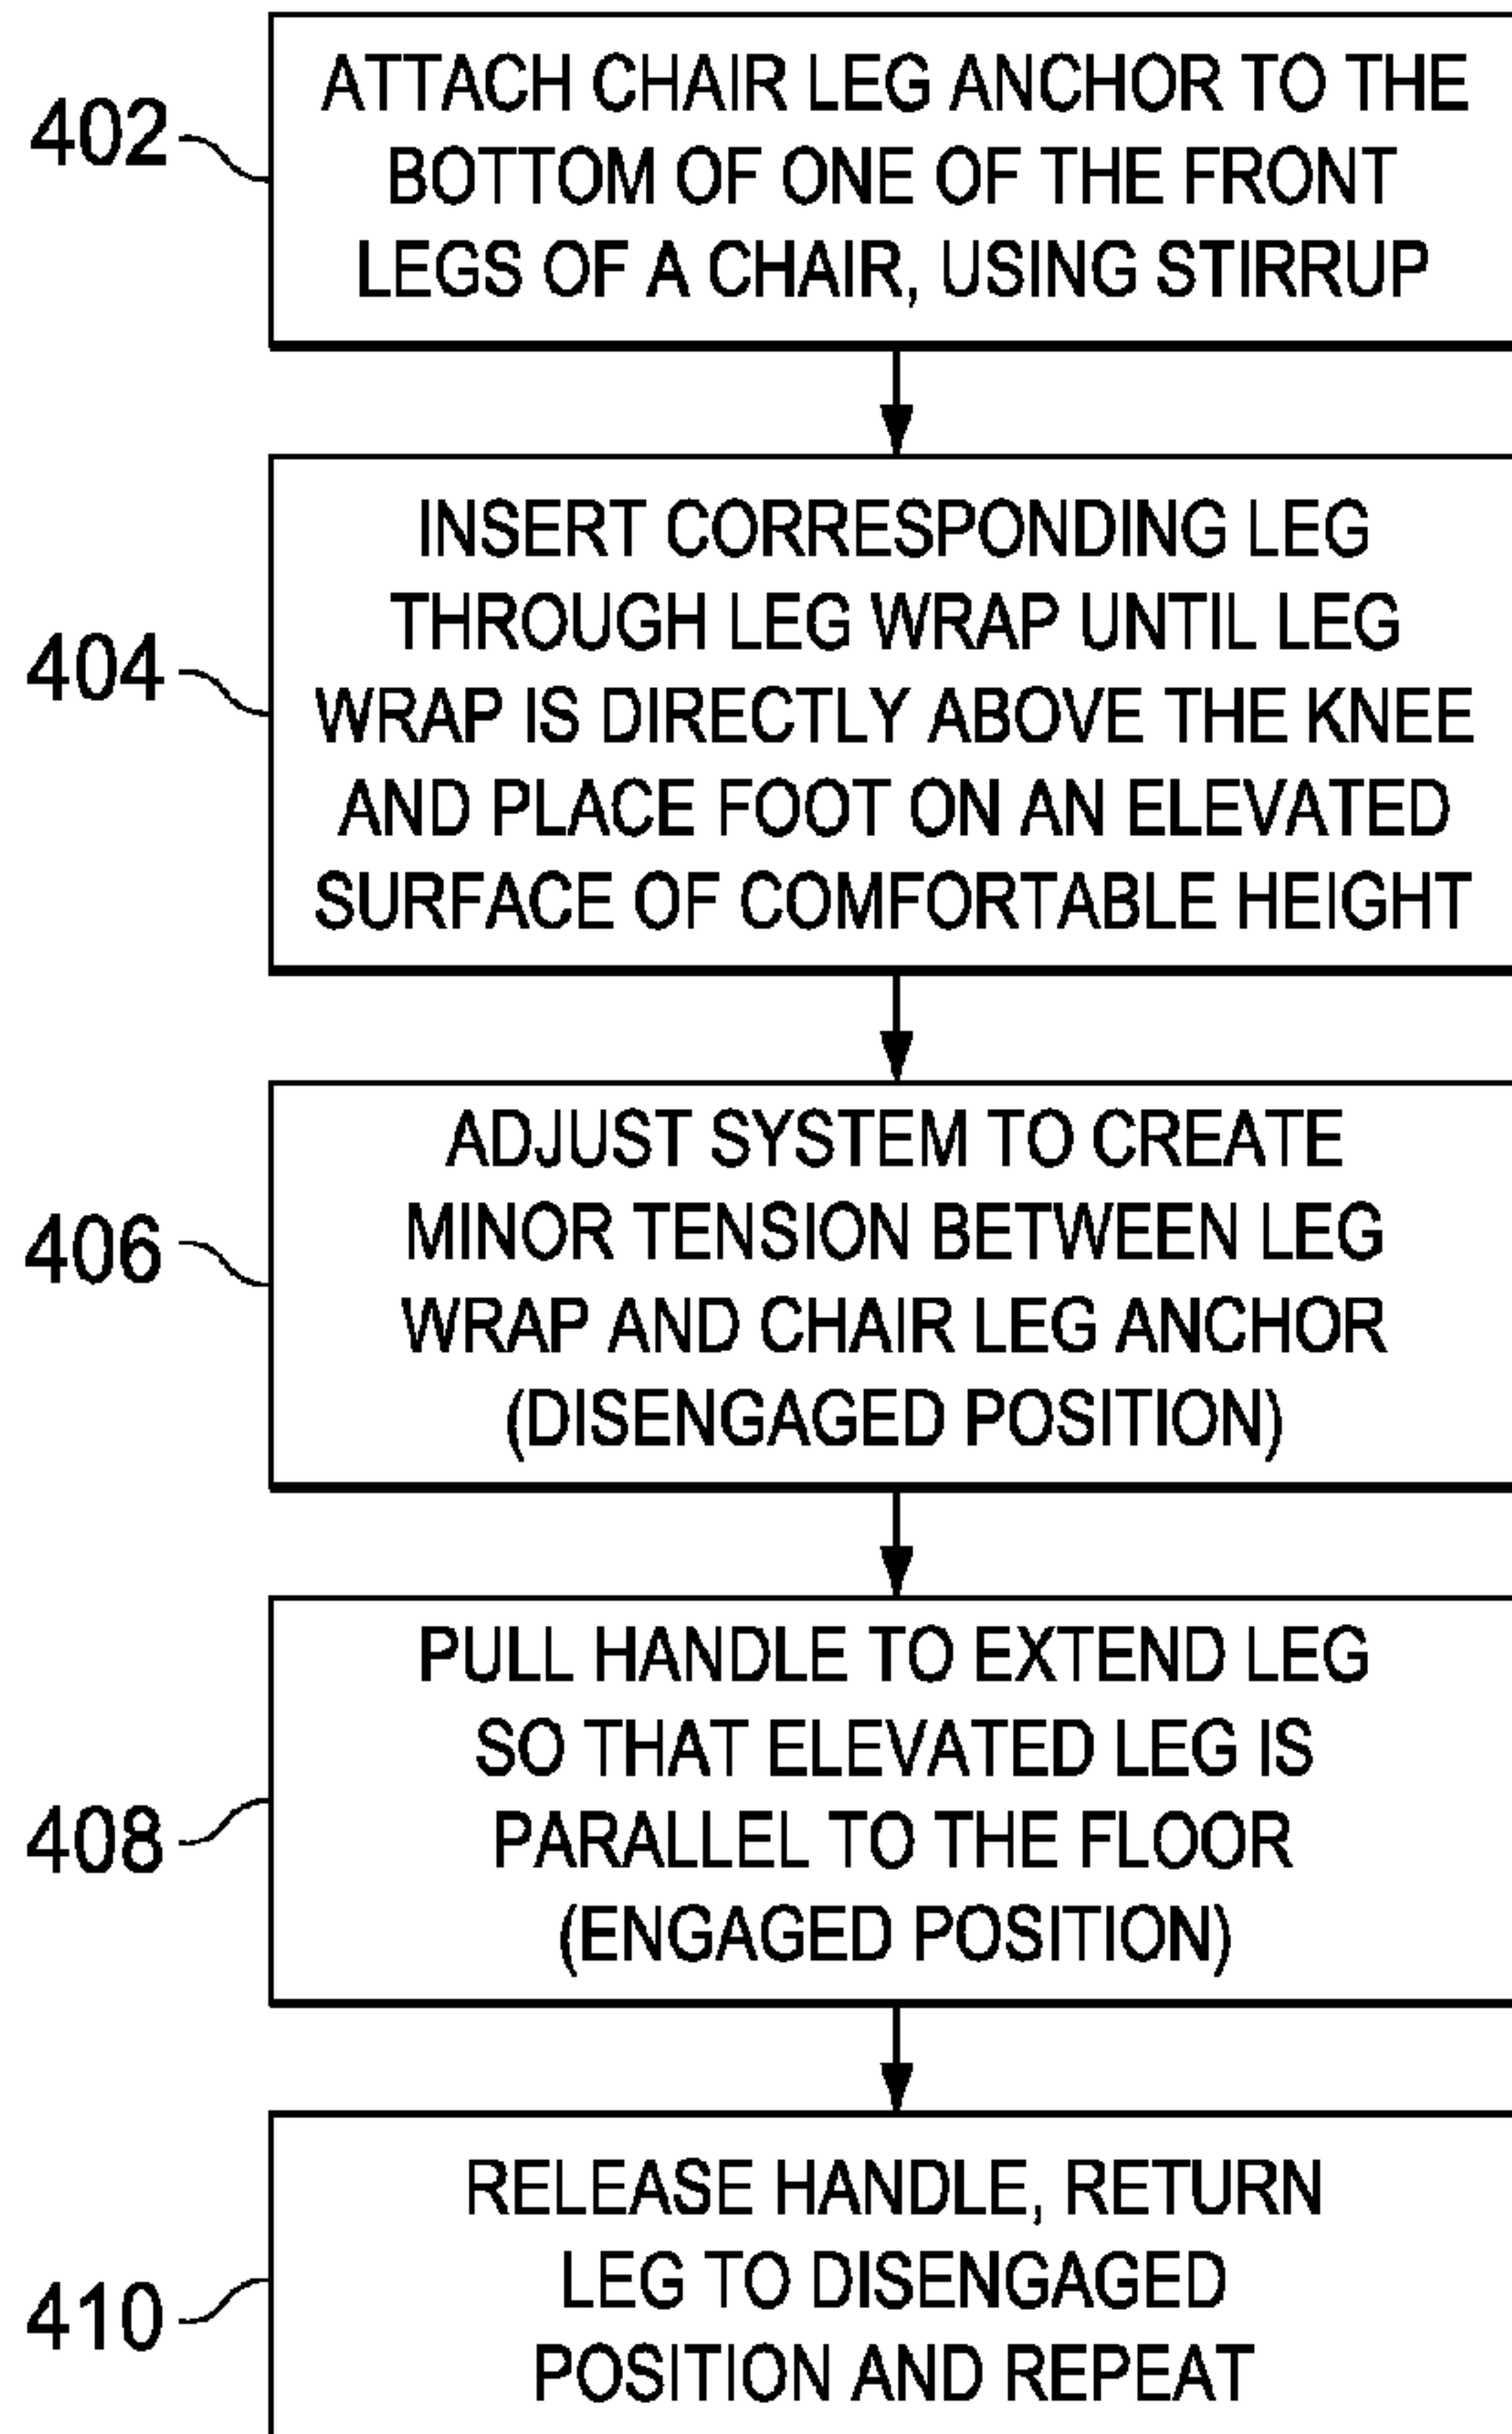 402
ATTACH CHAIR LEG ANCHOR TO THE
BOTTOM OF ONE OF THE FRONT
LEGS OF A CHAIR, USING STIRRUP
404
INSERT CORRESPONDING LEG
THROUGH LEG WRAP UNTIL LEG
WRAP IS DIRECTLY ABOVE THE KNEE
AND PLACE FOOT ON AN ELEVATED
SURFACE OF COMFORTABLE HEIGHT
406
ADJUST SYSTEM TO CREATE
MINOR TENSION BETWEEN LEG
WRAP AND CHAIR LEG ANCHOR
(DISENGAGED POSITION)
408
PULL HANDLE TO EXTEND LEG
SO THAT ELEVATED LEG IS
PARALLEL TO THE FLOOR
(ENGAGED POSITION)
410
RELEASE HANDLE, RETURN
LEG TO DISENGAGED
POSITION AND REPEAT